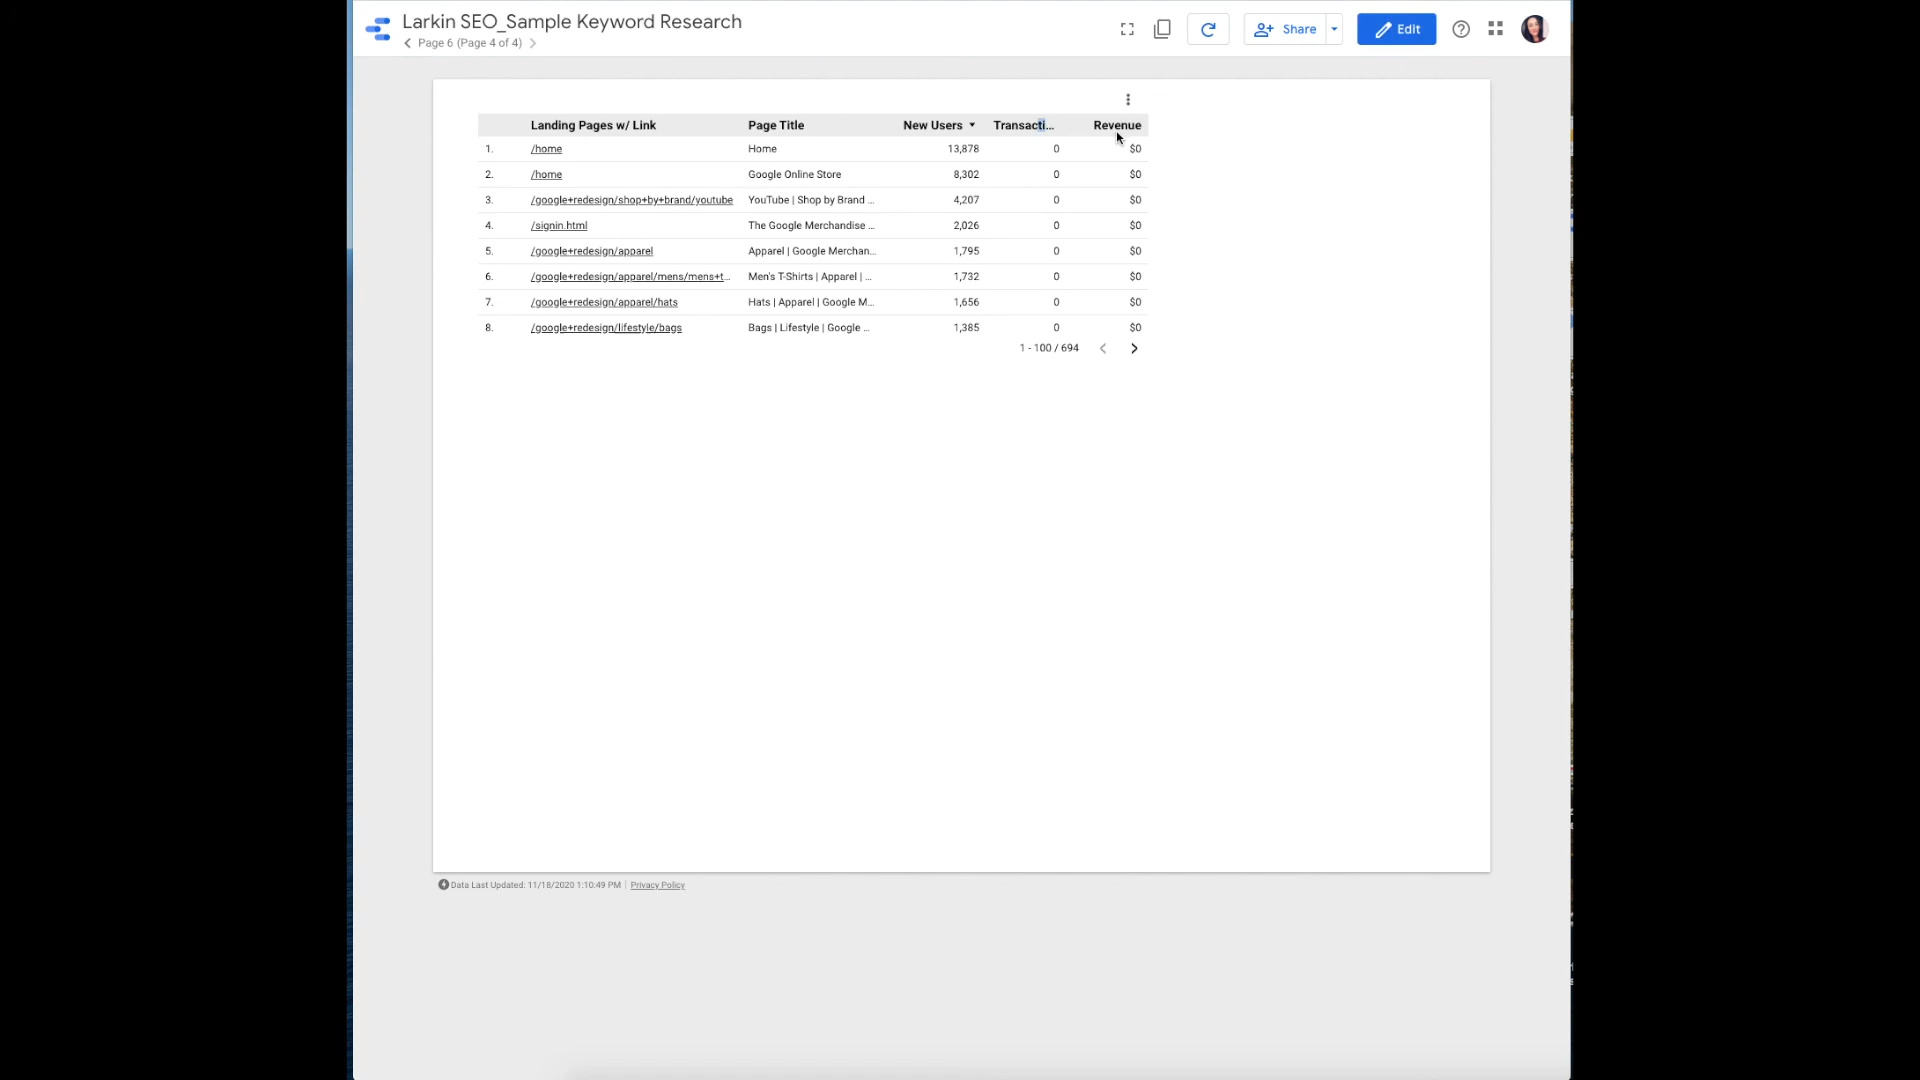 Larkin SEO_Sample Keyword Research
Page 6 (Page 4 of 4)
Share
Edit
Landing Pages w/ Link Page Title New Users Transacti... Revenue
1. /home Home 13,878 0 $0
2. /home Google Online Store 8,302 0 $0
3. /google+redesign/shop+by+brand/youtube YouTube | Shop by Brand ... 4,207 0 $0
4. /signin.html The Google Merchandise ... 2,026 0 $0
5. /google+redesign/apparel Apparel | Google Merchan... 1,795 0 $0
6. /google+redesign/apparel/mens/mens+t... Men's T-Shirts | Apparel | ... 1,732 0 $0
7. /google+redesign/apparel/hats Hats | Apparel | Google M... 1,656 0 $0
8. /google+redesign/lifestyle/bags Bags | Lifestyle | Google ... 1,385 0 $0
1 - 100 / 694
Data Last Updated: 11/18/2020 1:10:49 PM | Privacy Policy